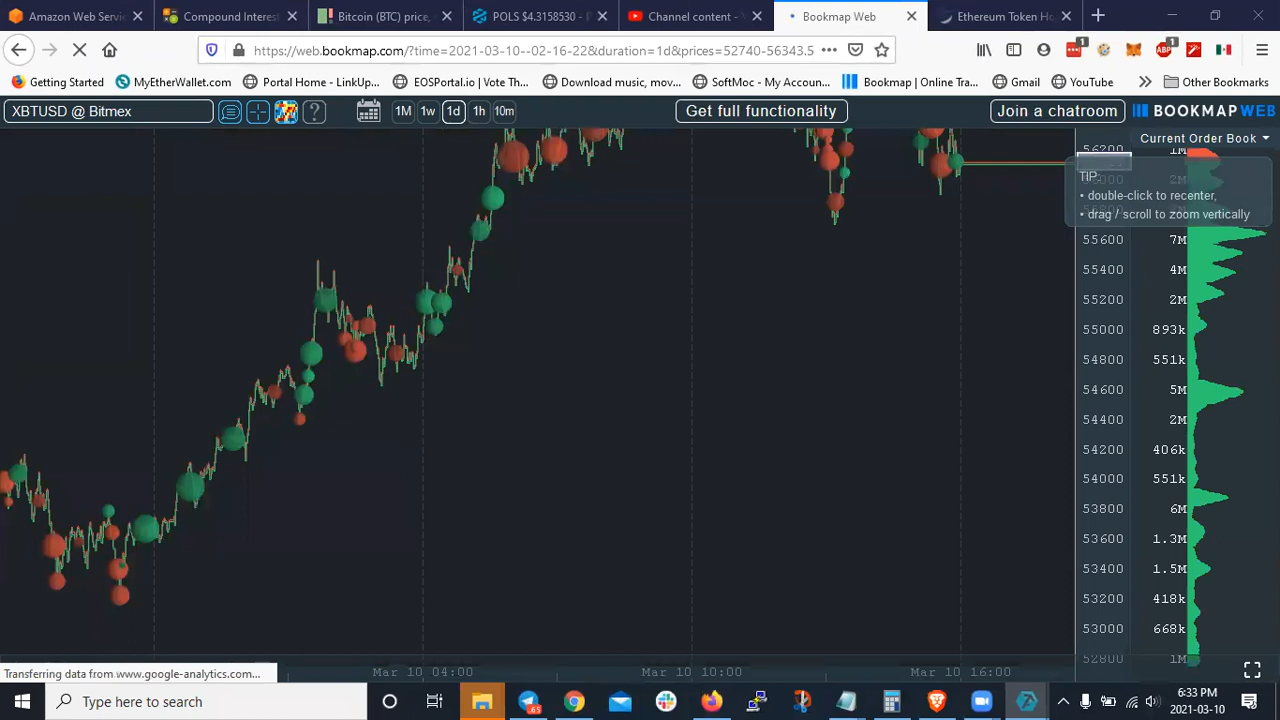 Amazon Web Servic
Compound Interest
Bitcoin (BTC) price,
POLS $4.3158530 - P
Channel content - Y
Bookmap Web
Ethereum Token Ho
https://web.bookmap.com/?time=2021-03-10--02-16-22&duration=1d&prices=52740-56343.5
Getting Started
MyEtherWallet.com
Portal Home - LinkUp...
EOSPortal.io | Vote Th...
Download music, mov...
SoftMoc - My Accoun...
Bookmap | Online Tra...
Gmail
YouTube
Other Bookmarks
XBTUSD @ Bitmex
1M
1w
1d
1h
10m
Get full functionality
Join a chatroom
BOOKMAP WEB
Current Order Book
56200 1M
TIP:
56000 2M
• double-click to recenter,
• drag / scroll to zoom vertically
55600 7M
55400 4M
55200 2M
55000 893k
54800 551k
54600 5M
54400 2M
54200 406k
54000 551k
53800 6M
53600 1.3M
53400 1.5M
53200 418k
53000 668k
52800 1M
Transferring data from www.google-analytics.com...
Mar 10 04:00
Mar 10 10:00
Mar 10 16:00
Type here to search
65
6:33 PM
2021-03-10